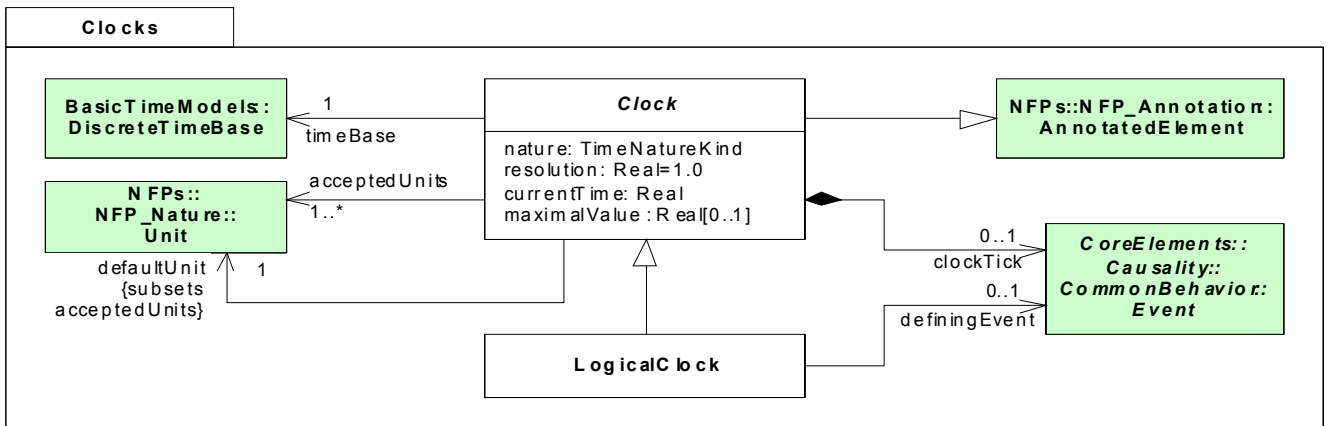 Clocks
BasicTimeModels::
DiscreteTimeBase
1
timeBase
Clock
nature: TimeNatureKind
resolution: Real=1.0
currentTime: Real
maximalValue : Real[0..1]
NFPs::NFP_Annotation::
AnnotatedElement
NFPs::
NFP_Nature::
Unit
acceptedUnits
1..*
defaultUnit
{subsets
acceptedUnits}
1
0..1
clockTick
0..1
definingEvent
CoreElements::
Causality::
CommonBehavior::
Event
LogicalClock